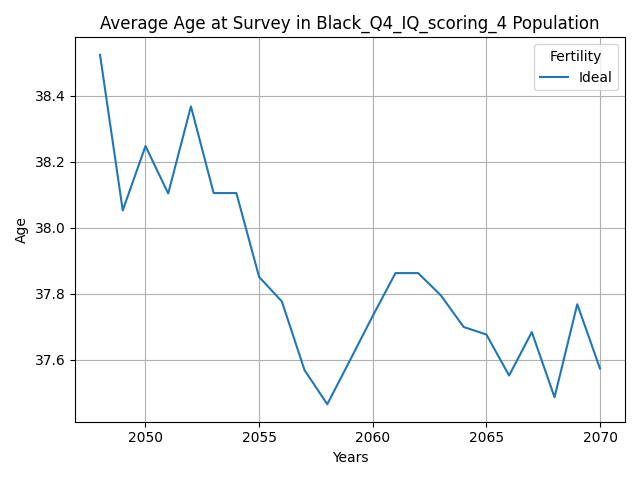 Average Age at Survey in Black_Q4_IQ_scoring_4 Population
Fertility
Ideal
38.4
38.2
38.0
37.8
37.6
Age
2050
2055
2060
2065
2070
Years